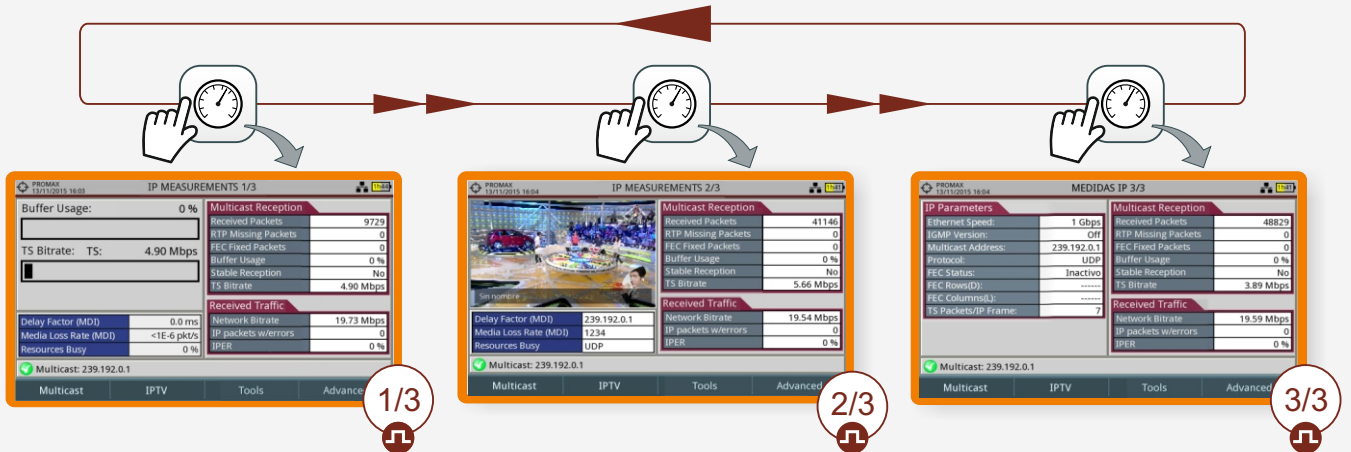 PROMAX
13/11/2015 16:03
IP MEASUREMENTS 1/3
1h44
Buffer Usage: 0 %
TS Bitrate: TS: 4.90 Mbps
Delay Factor (MDI) 0.0 ms
Media Loss Rate (MDI) <1E-6 pkt/s
Resources Busy 0 %
Multicast Reception
Received Packets 9729
RTP Missing Packets 0
FEC Fixed Packets 0
Buffer Usage 0 %
Stable Reception No
TS Bitrate 4.90 Mbps
Received Traffic
Network Bitrate 19.73 Mbps
IP packets w/errors 0
IPER 0 %
Multicast: 239.192.0.1
Multicast IPTV Tools Advance
1/3
PROMAX
13/11/2015 16:04
IP MEASUREMENTS 2/3
1h41
Sin nombre
Delay Factor (MDI) 239.192.0.1
Media Loss Rate (MDI) 1234
Resources Busy UDP
Multicast Reception
Received Packets 41146
RTP Missing Packets 0
FEC Fixed Packets 0
Buffer Usage 0 %
Stable Reception No
TS Bitrate 5.66 Mbps
Received Traffic
Network Bitrate 19.54 Mbps
IP packets w/errors 0
IPER 0 %
Multicast: 239.192.0.1
Multicast IPTV Tools Advanced
2/3
PROMAX
13/11/2015 16:04
MEDIDAS IP 3/3
1h41
IP Parameters
Ethernet Speed: 1 Gbps
IGMP Version: Off
Multicast Address: 239.192.0.1
Protocol: UDP
FEC Status: Inactivo
FEC Rows(D): ------
FEC Columns(L): ------
TS Packets/IP Frame: 7
Multicast Reception
Received Packets 48829
RTP Missing Packets 0
FEC Fixed Packets 0
Buffer Usage 0 %
Stable Reception No
TS Bitrate 3.89 Mbps
Received Traffic
Network Bitrate 19.59 Mbps
IP packets w/errors 0
IPER 0 %
Multicast: 239.192.0.1
Multicast IPTV Tools Advanced
3/3